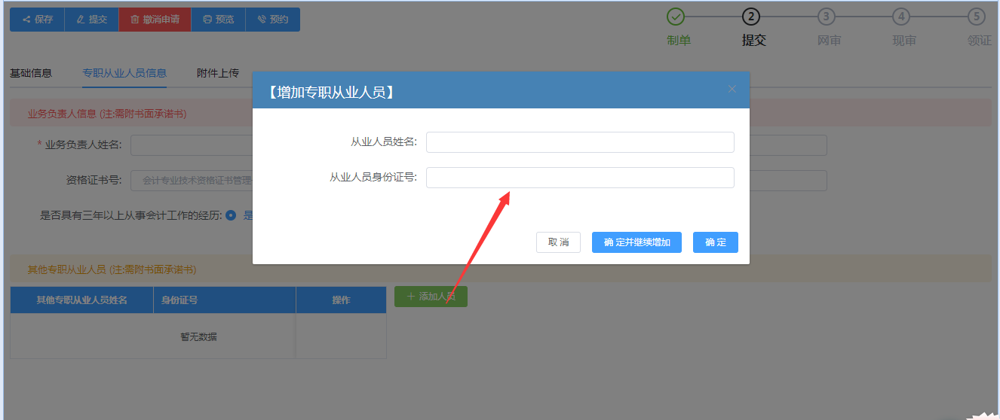 保存 提交 撤消申请 预览 预约
2 3 4 5
制单 提交 网审 现审 领证
基础信息 专职从业人员信息 附件上传
【增加专职从业人员】
业务负责人信息 (注:需附书面承诺书)
从业人员姓名:
* 业务负责人姓名:
从业人员身份证号:
资格证书号: 会计专业技术资格证书管理
是否具有三年以上从事会计工作的经历: 是
取 消 确 定并继续增加 确 定
其他专职从业人员 (注:需附书面承诺书)
其他专职从业人员姓名 身份证号 操作
添加人员
暂无数据